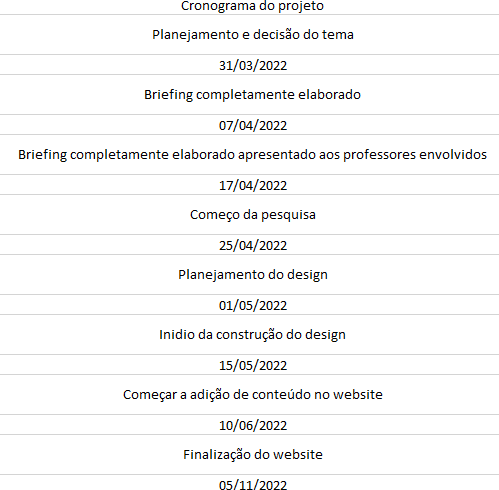 Cronograma do projeto
Planejamento e decisão do tema
31/03/2022
Briefing completamente elaborado
07/04/2022
Briefing completamente elaborado apresentado aos professores envolvidos
17/04/2022
Começo da pesquisa
25/04/2022
Planejamento do design
01/05/2022
Inidio da construção do design
15/05/2022
Começar a adição de conteúdo no website
10/06/2022
Finalização do website
05/11/2022